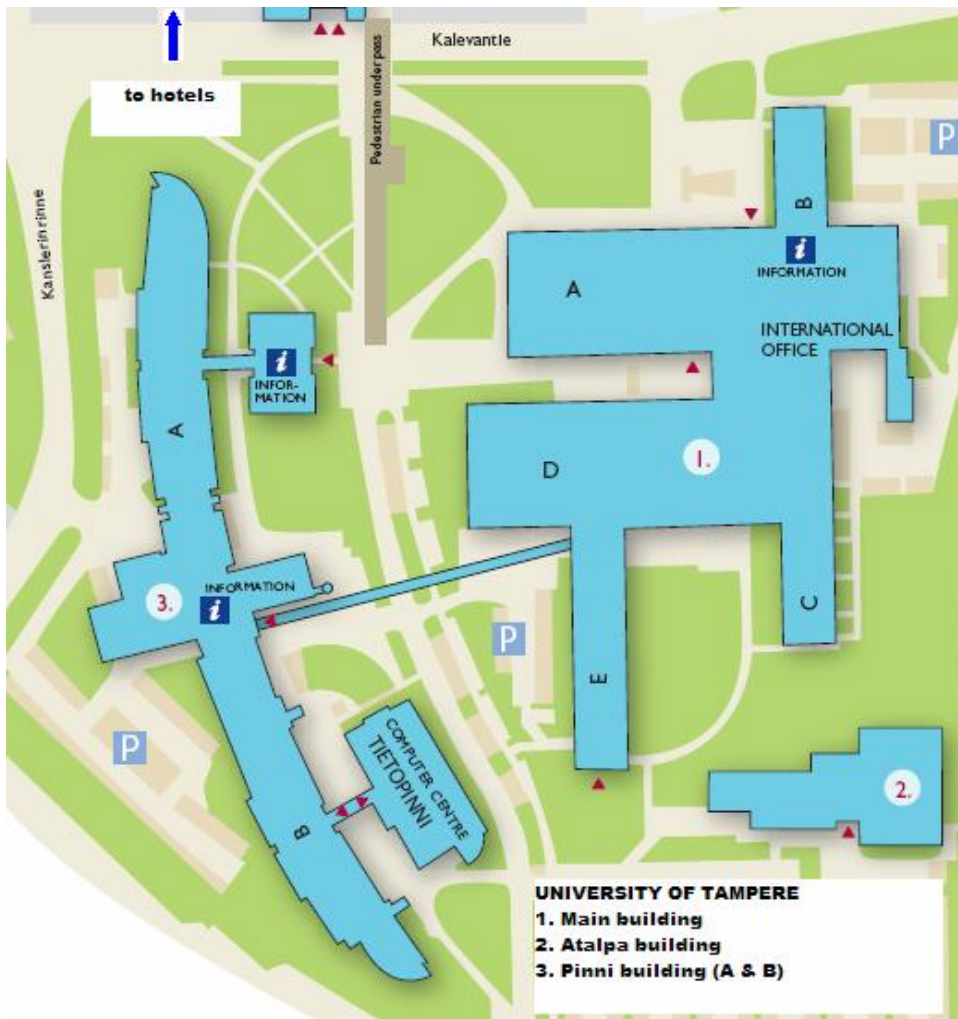 to hotels
Kalevantie
Pedestrian underpass
Kanslerinrinne
P
B
i
INFORMATION
A
INTERNATIONAL
OFFICE
i
INFOR-
MATION
A
D
1.
INFORMATION
3.
i
C
P
E
P
COMPUTER CENTRE
TIETOPINNI
B
2.
UNIVERSITY OF TAMPERE
1. Main building
2. Atalpa building
3. Pinni building (A & B)